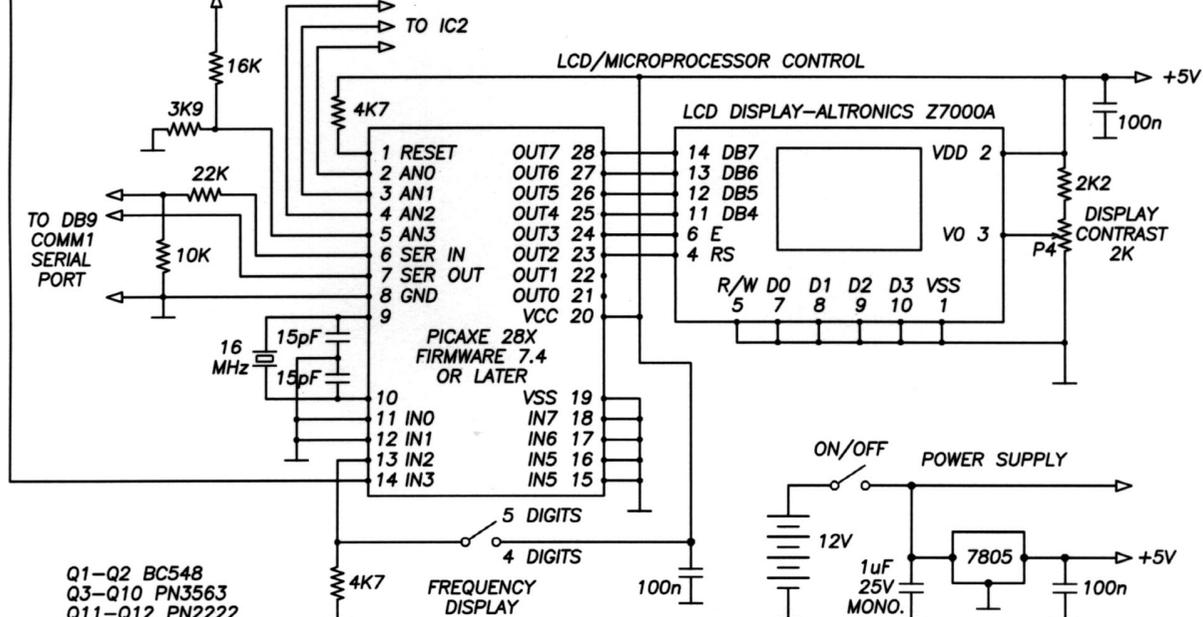 TO IC2
LCD/MICROPROCESSOR CONTROL
+5V
16K
3K9
4K7
100n
LCD DISPLAY-ALTRONICS Z7000A
22K
TO DB9
COMM1
SERIAL
PORT
10K
1 RESET
2 AN0
3 AN1
4 AN2
5 AN3
6 SER IN
7 SER OUT
8 GND
9
10
11 IN0
12 IN1
13 IN2
14 IN3
OUT7 28
OUT6 27
OUT5 26
OUT4 25
OUT3 24
OUT2 23
OUT1 22
OUT0 21
VCC 20
PICAXE 28X
FIRMWARE 7.4
OR LATER
VSS 19
IN7 18
IN6 17
IN5 16
IN5 15
14 DB7
13 DB6
12 DB5
11 DB4
6 E
4 RS
VDD 2
V0 3
R/W D0 D1 D2 D3 VSS
5 7 8 9 10 1
2K2
DISPLAY
CONTRAST
2K
P4
16
MHz
15pF
15pF
5 DIGITS
4 DIGITS
FREQUENCY
DISPLAY
4K7
100n
ON/OFF
POWER SUPPLY
12V
1uF
25V
MONO.
7805
+5V
100n
Q1-Q2 BC548
Q3-Q10 PN3563
Q11-Q12 PN2222